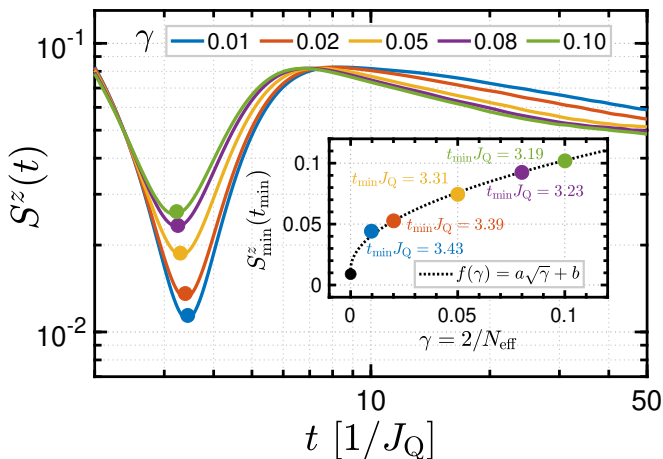 γ 0.01 0.02 0.05 0.08 0.10
10⁻¹
10⁻²
Sᶻ(t)
10 50
t [1/J_Q]
0.1
0.05
0
Sᶻ_min(t_min)
t_min J_Q = 3.19
t_min J_Q = 3.31
t_min J_Q = 3.23
t_min J_Q = 3.39
t_min J_Q = 3.43
f(γ) = a√γ + b
0 0.05 0.1
γ = 2/N_eff